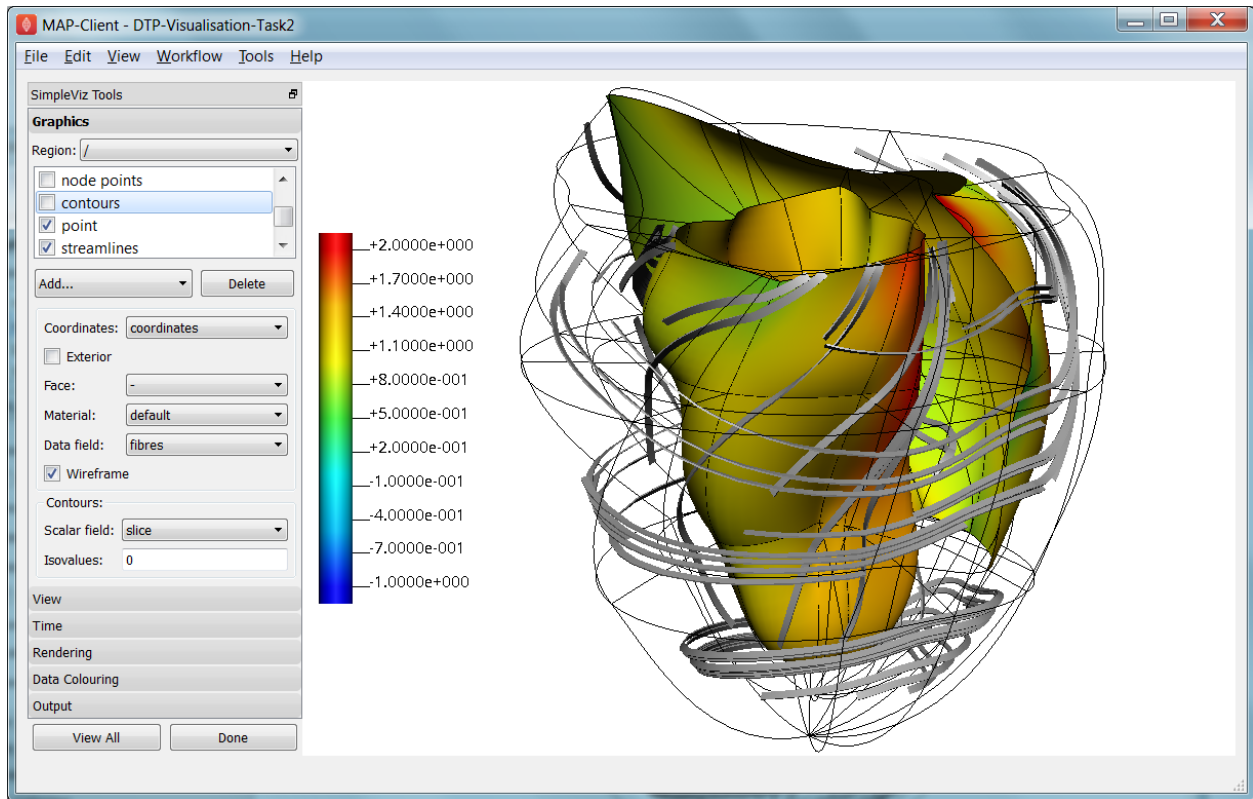 MAP-Client - DTP-Visualisation-Task2
File Edit View Workflow Tools Help
SimpleViz Tools
Graphics
Region: /
node points
contours
point
streamlines
Add... Delete
Coordinates: coordinates
Exterior
Face: -
Material: default
Data field: fibres
Wireframe
Contours:
Scalar field: slice
Isovalues: 0
View
Time
Rendering
Data Colouring
Output
View All Done
+2.0000e+000
+1.7000e+000
+1.4000e+000
+1.1000e+000
+8.0000e-001
+5.0000e-001
+2.0000e-001
-1.0000e-001
-4.0000e-001
-7.0000e-001
-1.0000e+000